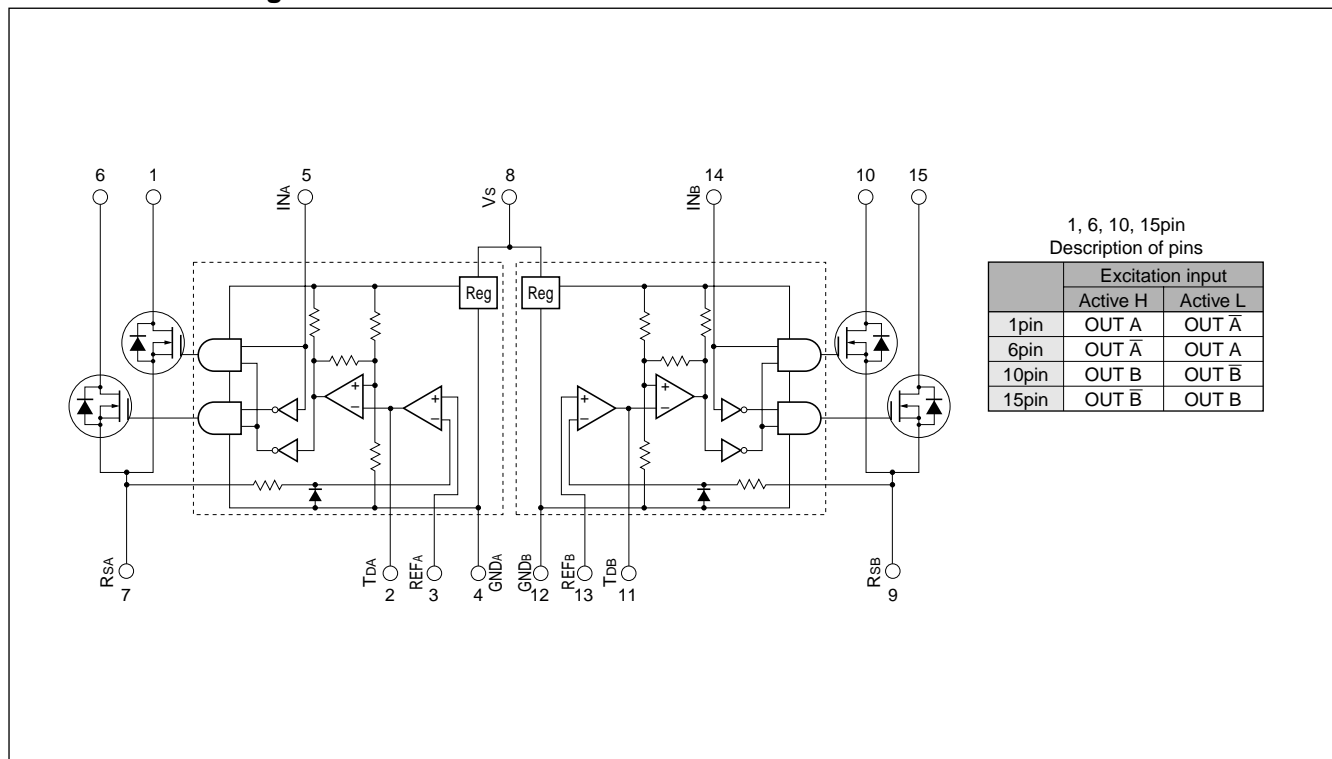 6 1 5 8 14 10 15
INA VS INB
Reg Reg
+ + + +
− − − −
RSA TDA REFA GNDA GNDB REFB TDB RSB
7 2 3 4 12 13 11 9
1, 6, 10, 15pin
Description of pins
Excitation input
Active H Active L
1pin OUT A OUT A̅
6pin OUT A̅ OUT A
10pin OUT B OUT B̅
15pin OUT B̅ OUT B